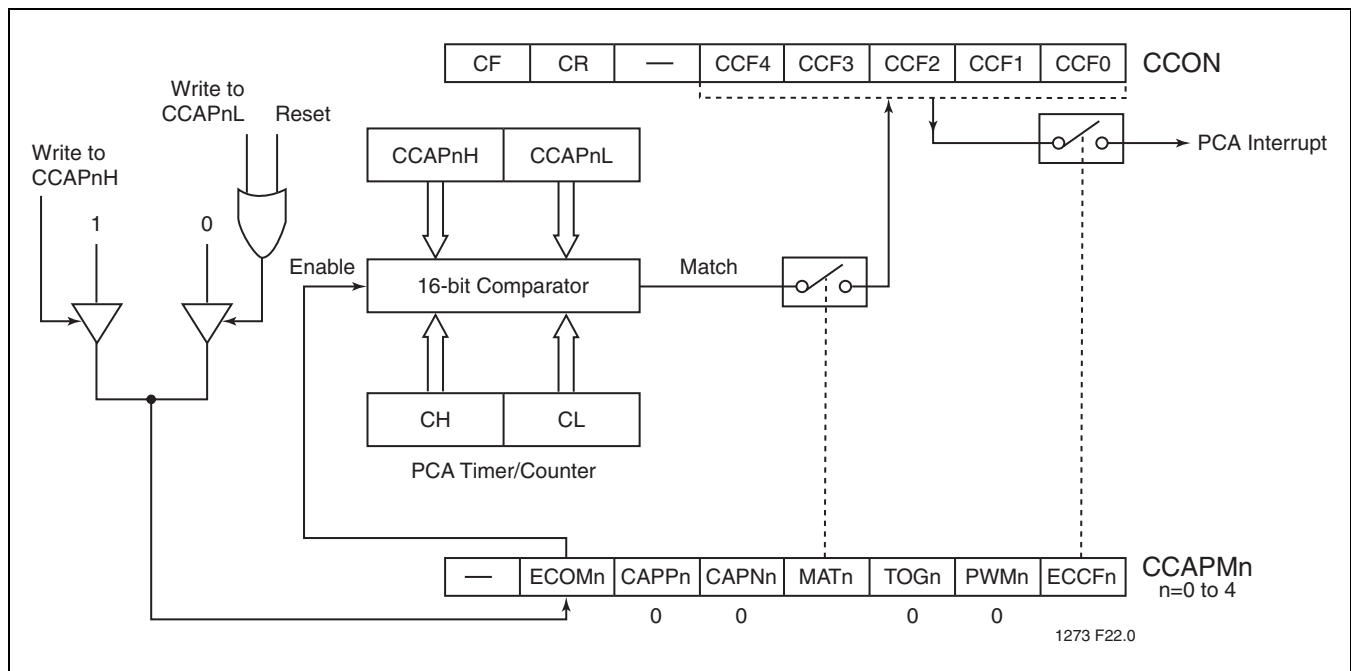 CF CR — CCF4 CCF3 CCF2 CCF1 CCF0 CCON
Write to
CCAPnL
Reset
Write to
CCAPnH
1
0
CCAPnH CCAPnL
PCA Interrupt
Enable
16-bit Comparator
Match
CH CL
PCA Timer/Counter
— ECOMn CAPPn CAPNn MATn TOGn PWMn ECCFn CCAPMn
n=0 to 4
0 0 0 0
1273 F22.0